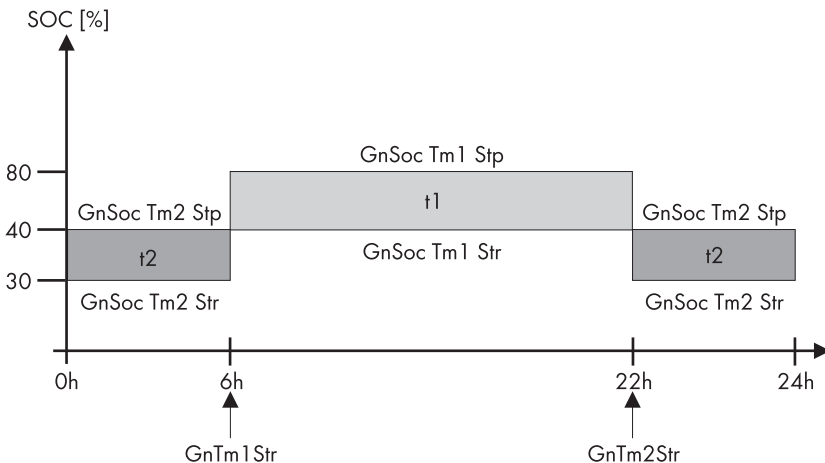 SOC [%]
GnSoc Tm1 Stp
80
t1
GnSoc Tm2 Stp
GnSoc Tm2 Stp
40
GnSoc Tm1 Str
t2
t2
30
GnSoc Tm2 Str
GnSoc Tm2 Str
0h
6h
22h
24h
GnTm1Str
GnTm2Str